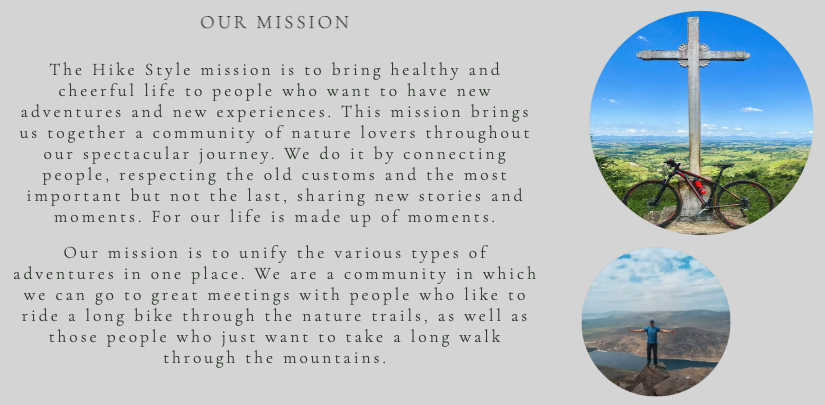 OUR MISSION
The Hike Style mission is to bring healthy and
cheerful life to people who want to have new
adventures and new experiences. This mission brings
us together a community of nature lovers throughout
our spectacular journey. We do it by connecting
people, respecting the old customs and the most
important but not the last, sharing new stories and
moments. For our life is made up of moments.
Our mission is to unify the various types of
adventures in one place. We are a community in which
we can go to great meetings with people who like to
ride a long bike through the nature trails, as well as
those people who just want to take a long walk
through the mountains.